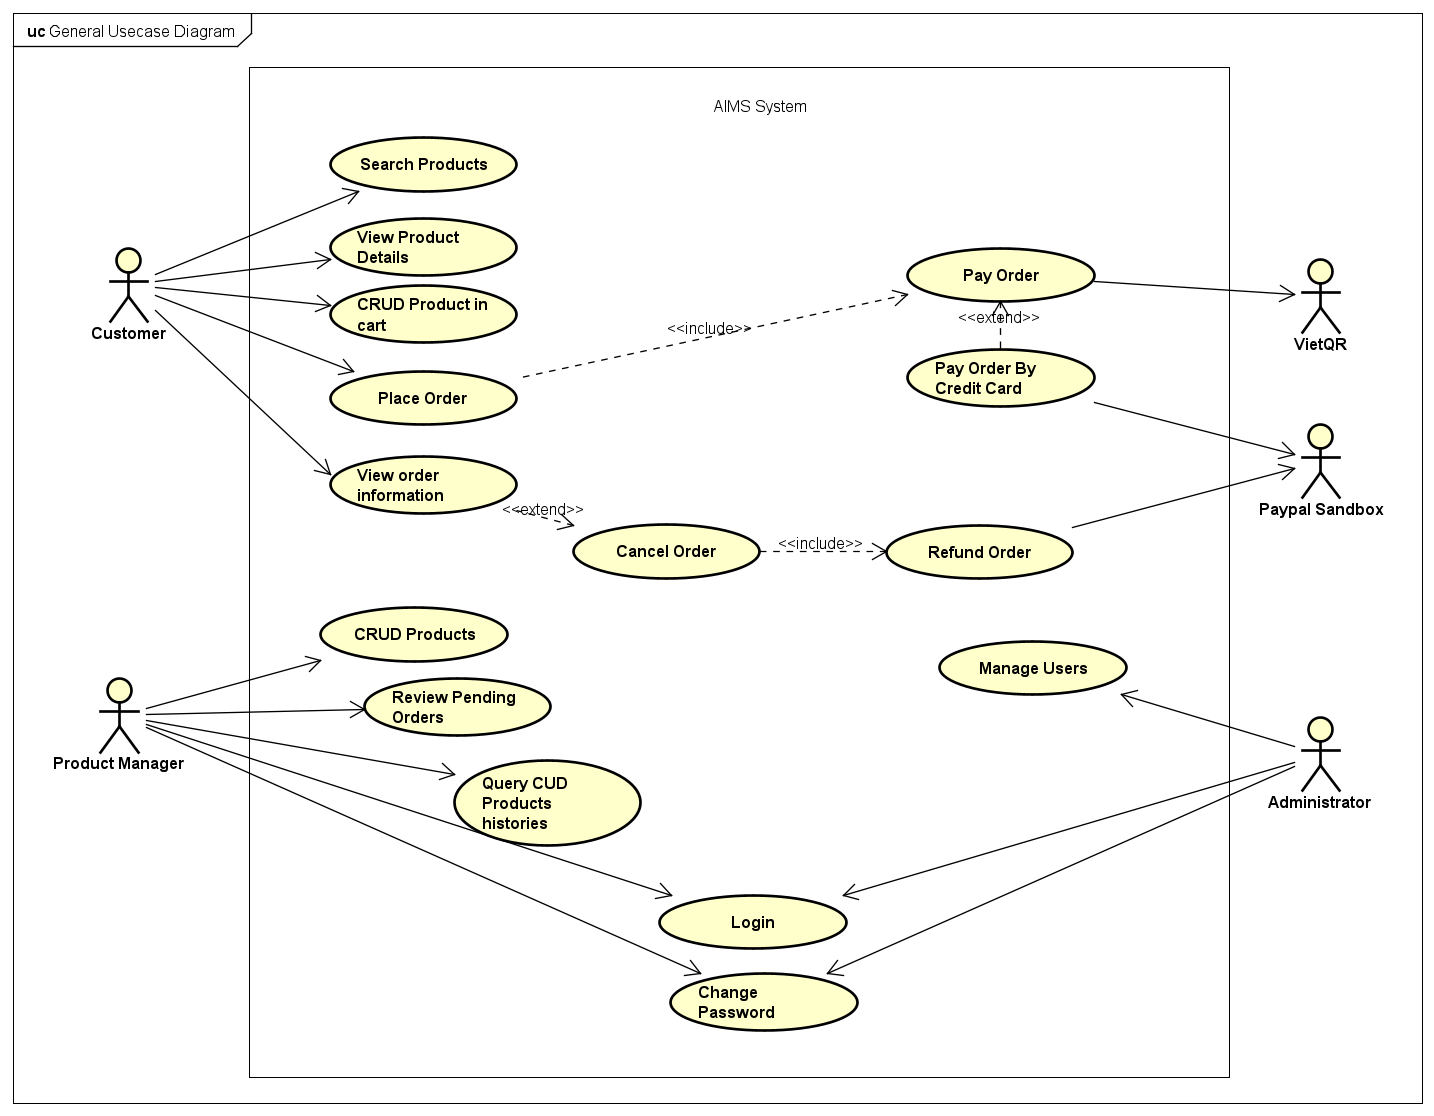 uc General Usecase Diagram
AIMS System
Search Products
View Product
Details
CRUD Product in
cart
Place Order
View order
information
Customer
<<include>>
Pay Order
<<extend>>
Pay Order By
Credit Card
VietQR
Paypal Sandbox
<<extend>>
Cancel Order
<<include>>
Refund Order
CRUD Products
Review Pending
Orders
Query CUD
Products
histories
Product Manager
Manage Users
Administrator
Login
Change
Password